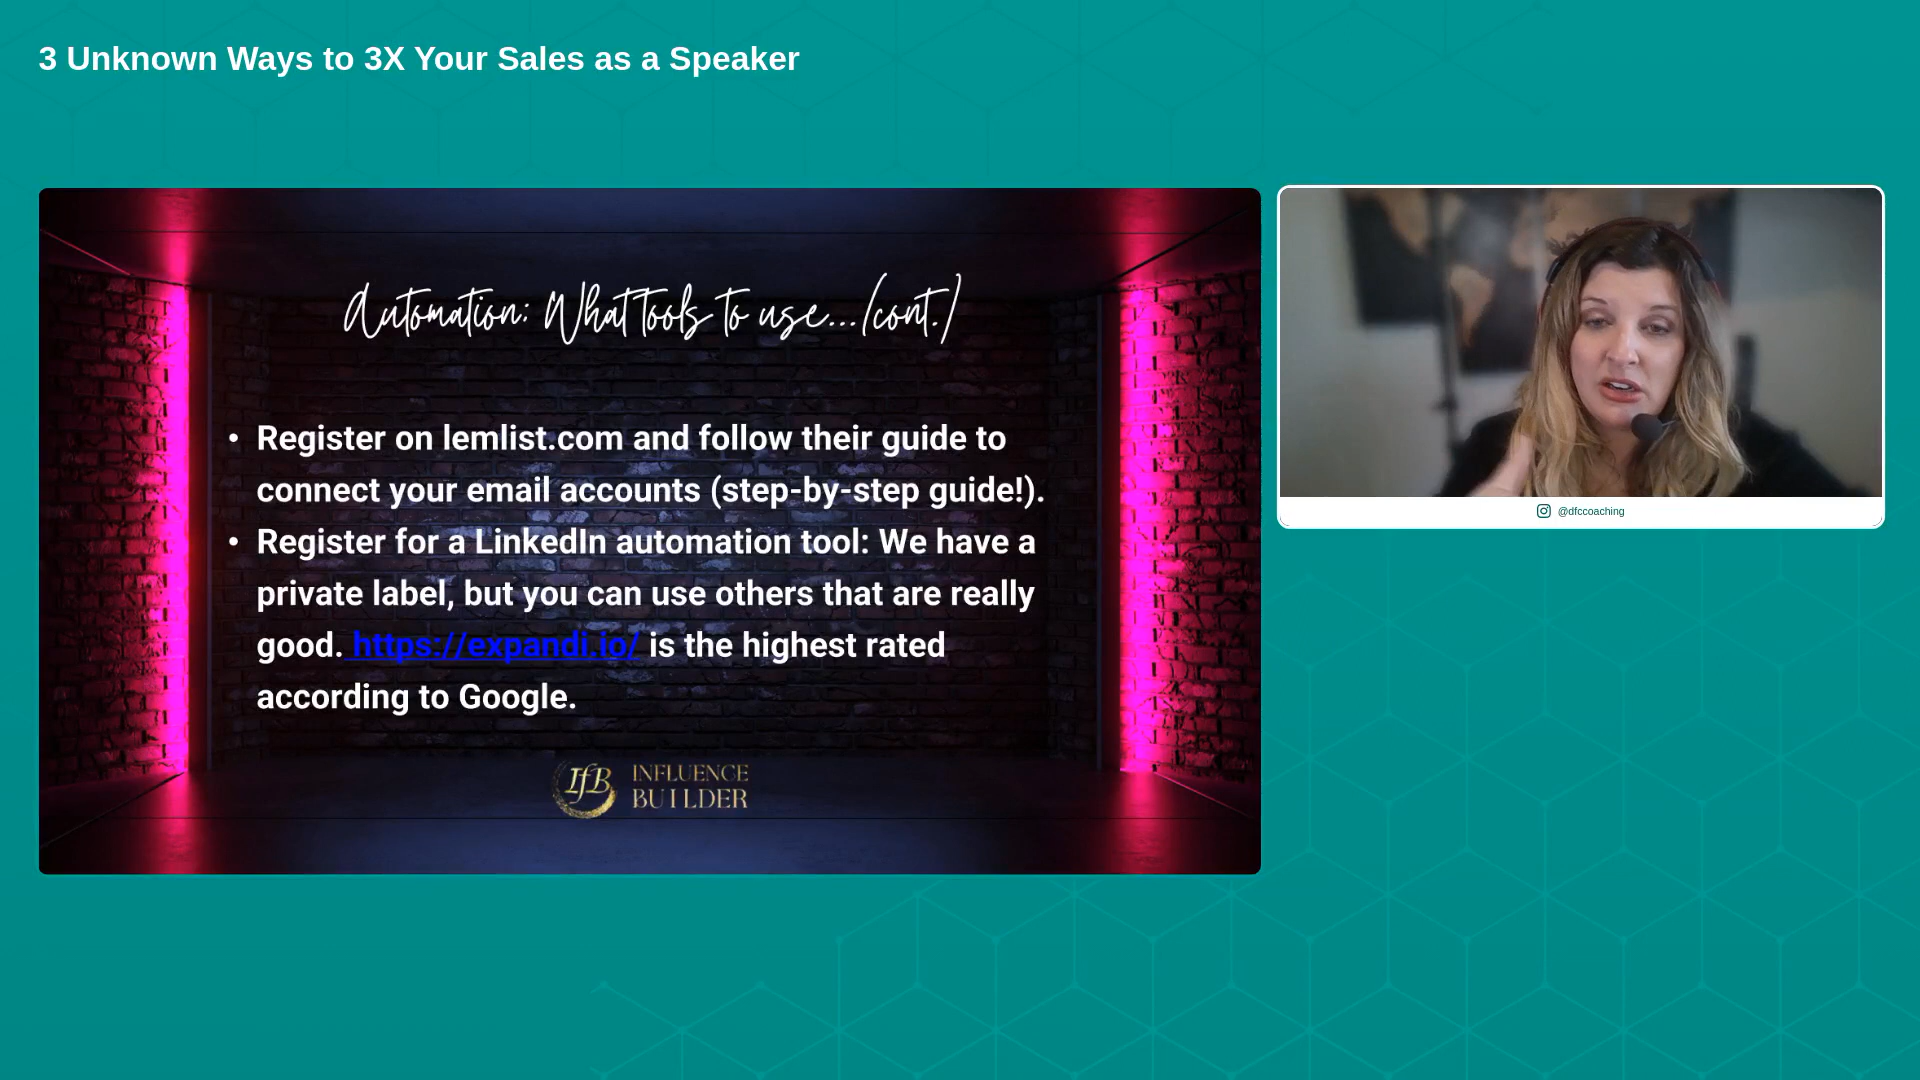 3 Unknown Ways to 3X Your Sales as a Speaker
Automation: What tools to use...(cont.)
• Register on lemlist.com and follow their guide to
connect your email accounts (step-by-step guide!).
• Register for a LinkedIn automation tool: We have a
private label, but you can use others that are really
good. https://expandi.io/ is the highest rated
according to Google.
IfB
INFLUENCE
BUILDER
@dfccoaching